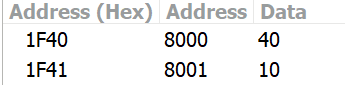 Address (Hex) Address Data
1F40 8000 40
1F41 8001 10